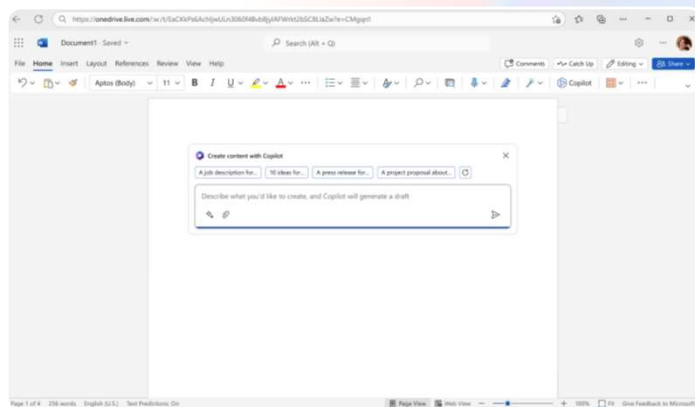 https://onedrive.live.com
Document1 · Saved
Search (Alt + Q)
File Home Insert Layout References Review View Help
Comments Catch Up Editing Share
Aptos (Body) 11 B I U A Copilot
Create content with Copilot
A job description for... 10 ideas for... A press release for... A project proposal about...
Describe what you'd like to create, and Copilot will generate a draft
Page 1 of 4 256 words English (U.S.) Text Predictions: On Page View Web View 100% Fit Give Feedback to Microsoft